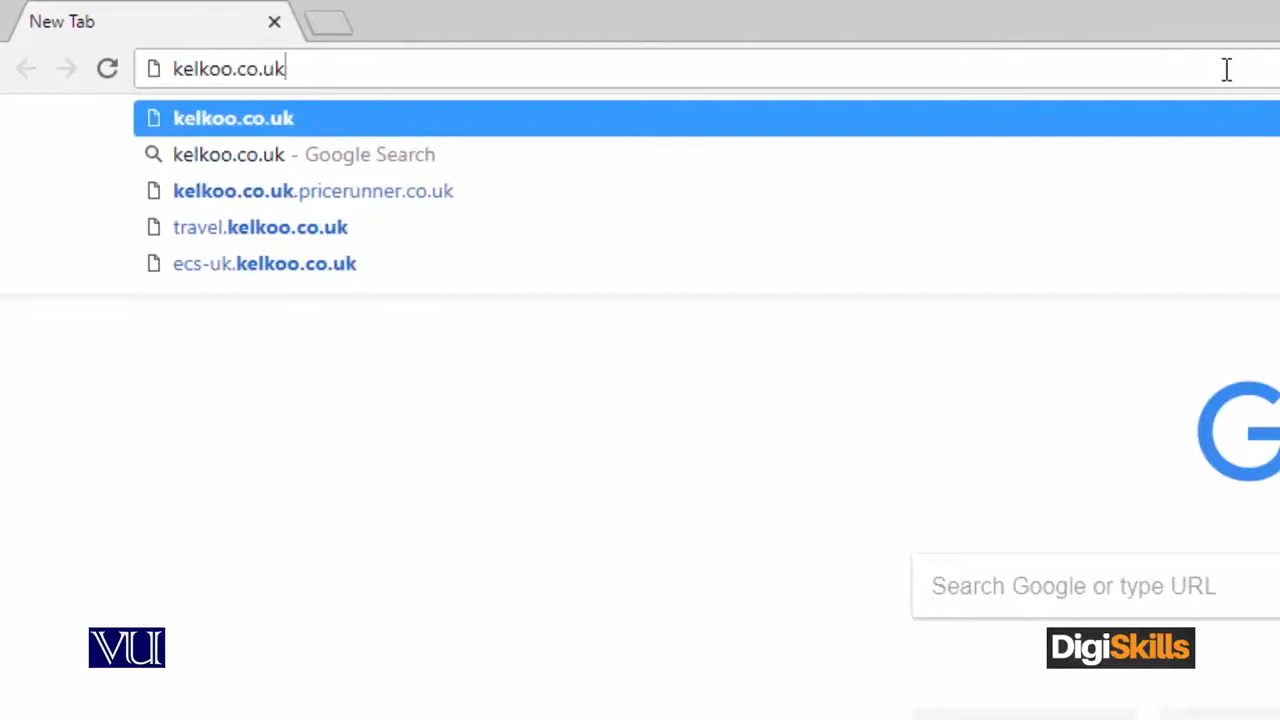 New Tab
kelkoo.co.uk
kelkoo.co.uk
kelkoo.co.uk - Google Search
kelkoo.co.uk.pricerunner.co.uk
travel.kelkoo.co.uk
ecs-uk.kelkoo.co.uk
G
Search Google or type URL
VU
DigiSkills